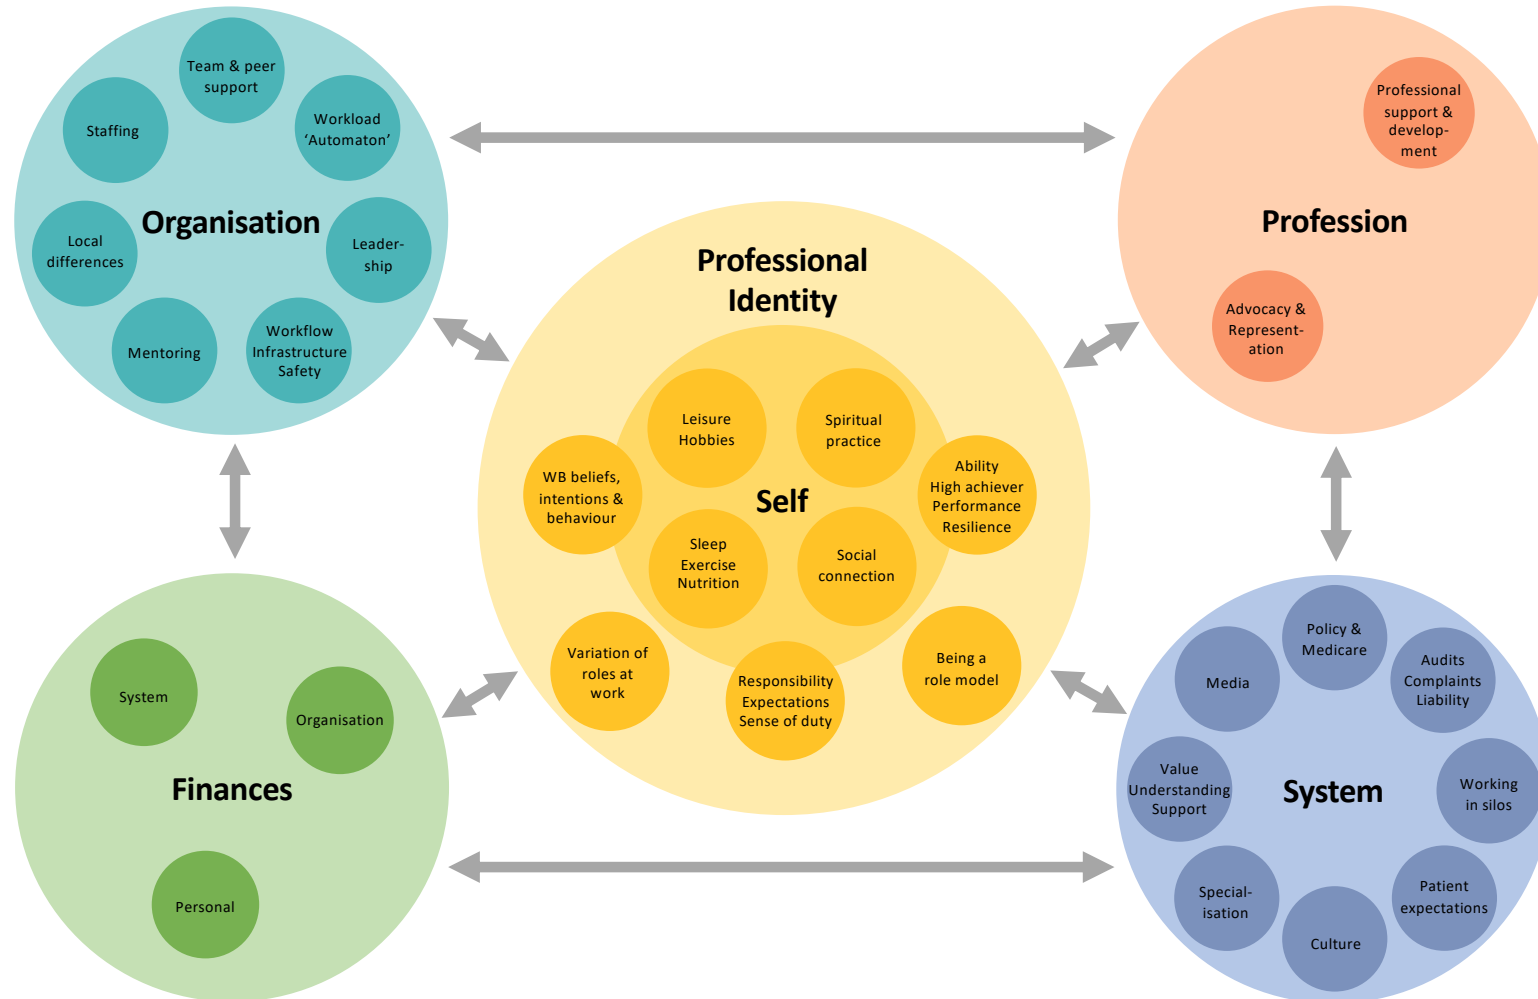 Team & peer
support
Staffing
Workload
‘Automaton’
Organisation
Local
differences
Leader-
ship
Mentoring
Workflow
Infrastructure
Safety
Professional
support &
develop-
ment
Profession
Advocacy &
Represent-
ation
Professional
Identity
Leisure
Hobbies
Spiritual
practice
WB beliefs,
intentions &
behaviour
Self
Ability
High achiever
Performance
Resilience
Sleep
Exercise
Nutrition
Social
connection
Variation of
roles at
work
Responsibility
Expectations
Sense of duty
Being a
role model
System
Organisation
Finances
Personal
Policy &
Medicare
Media
Audits
Complaints
Liability
Value
Understanding
Support
System
Working
in silos
Special-
isation
Patient
expectations
Culture